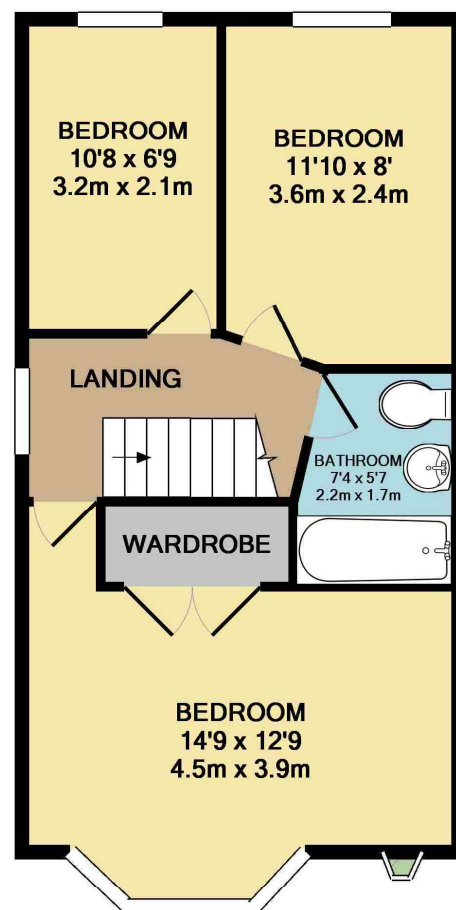 BEDROOM
10'8 x 6'9
3.2m x 2.1m
BEDROOM
11'10 x 8'
3.6m x 2.4m
LANDING
BATHROOM
7'4 x 5'7
2.2m x 1.7m
WARDROBE
BEDROOM
14'9 x 12'9
4.5m x 3.9m